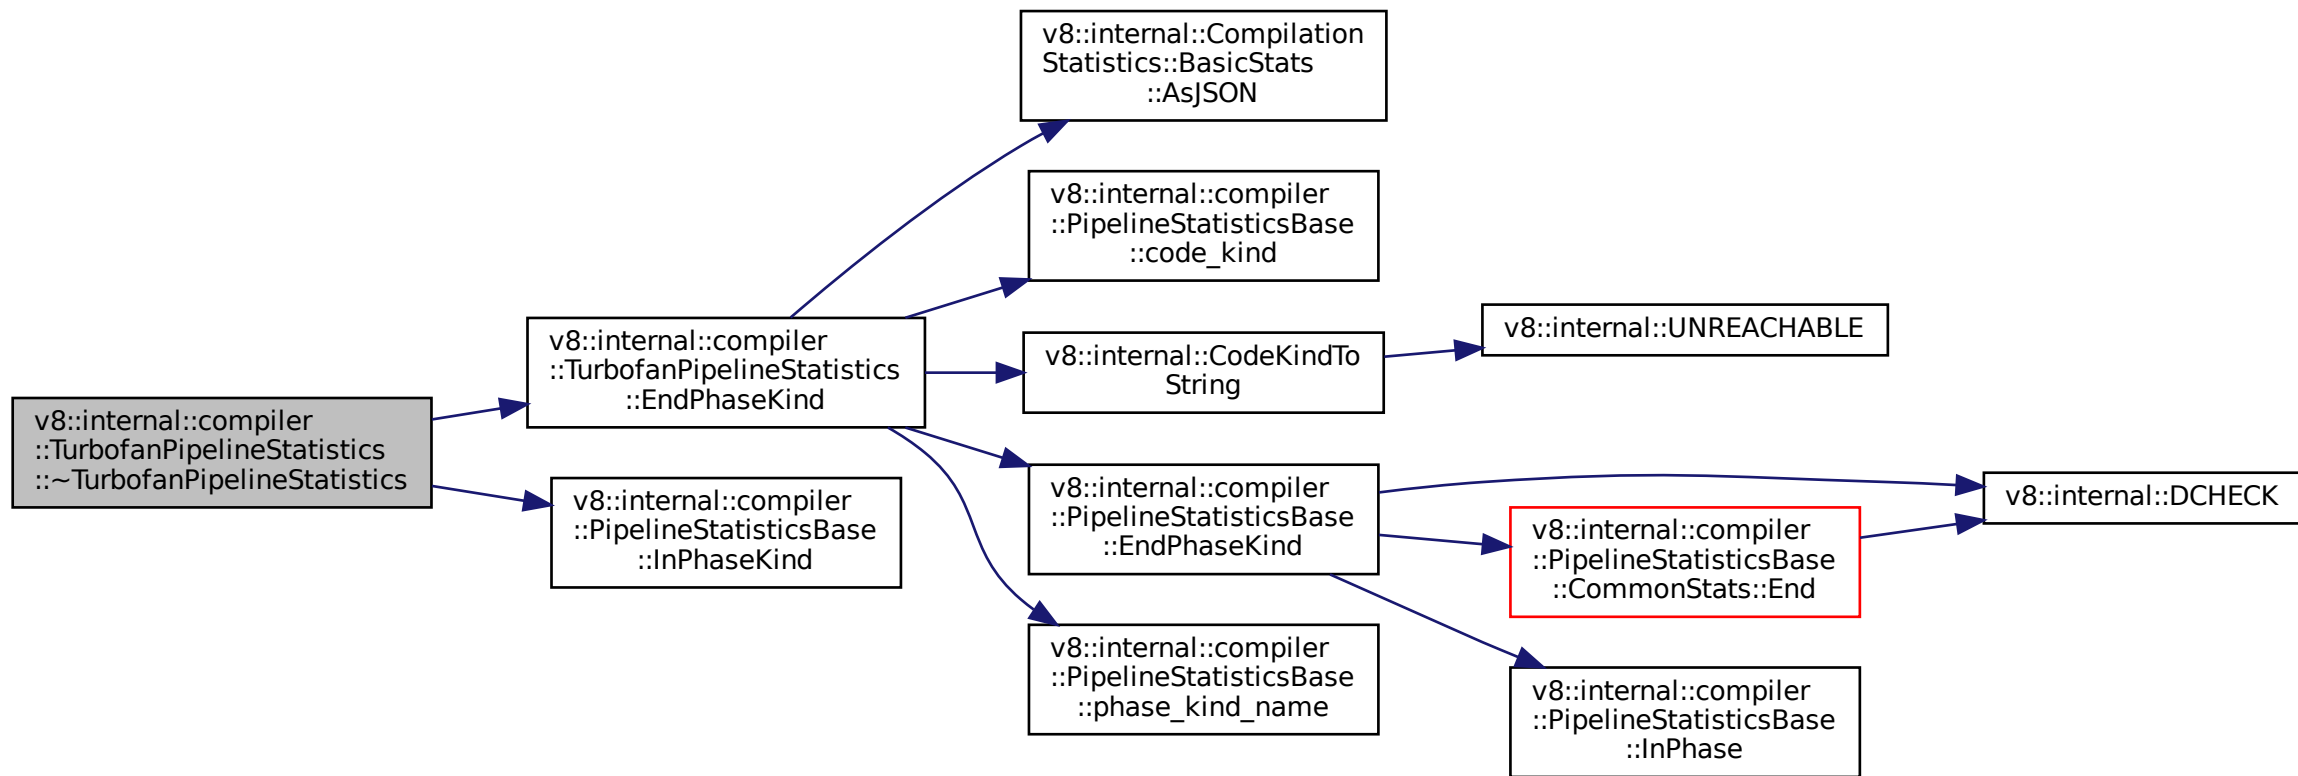 v8::internal::compiler
::TurbofanPipelineStatistics
::~TurbofanPipelineStatistics
v8::internal::compiler
::TurbofanPipelineStatistics
::EndPhaseKind
v8::internal::compiler
::PipelineStatisticsBase
::InPhaseKind
v8::internal::Compilation
Statistics::BasicStats
::AsJSON
v8::internal::compiler
::PipelineStatisticsBase
::code_kind
v8::internal::CodeKindTo
String
v8::internal::compiler
::PipelineStatisticsBase
::EndPhaseKind
v8::internal::compiler
::PipelineStatisticsBase
::phase_kind_name
v8::internal::UNREACHABLE
v8::internal::compiler
::PipelineStatisticsBase
::CommonStats::End
v8::internal::compiler
::PipelineStatisticsBase
::InPhase
v8::internal::DCHECK